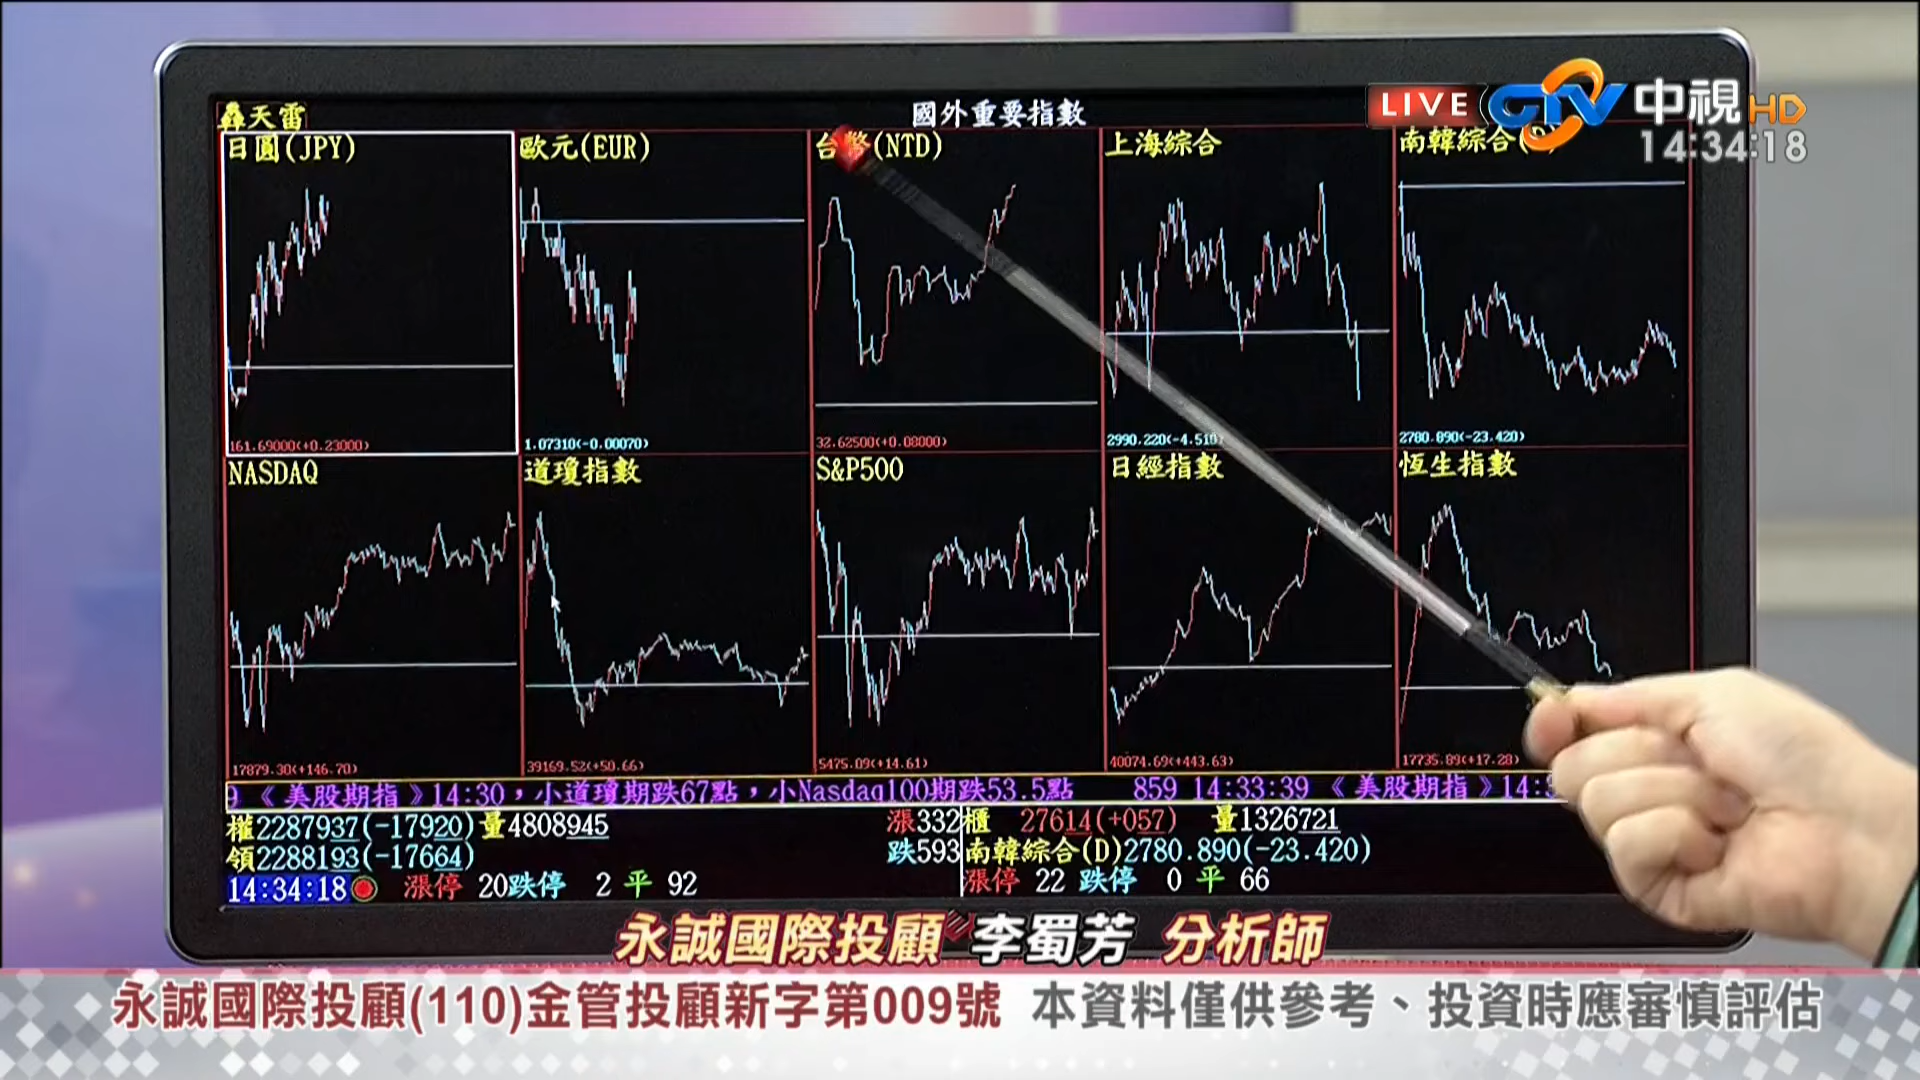 LIVE CTV 中視HD
14:34:18
轟天雷 國外重要指數
日圓(JPY) 歐元(EUR) 台幣(NTD) 上海綜合 南韓綜合(D)
161.69000(+0.23000) 1.07310(-0.00070) 32.62500(+0.08000) 2990.220(-4.510) 2780.890(-23.420)
NASDAQ 道瓊指數 S&P500 日經指數 恆生指數
17879.30(+146.70) 39169.52(+50.66) 5475.09(+14.61) 40074.69(+443.63) 17735.89(+17.28)
《美股期指》14:30，小道瓊期跌67點，小Nasdaq100期跌53.5點 859 14:33:39 《美股期指》14:3
權2287937(-17920) 量4808945 漲332 櫃 27614(+057) 量1326721
領2288193(-17664) 跌593 南韓綜合(D)2780.890(-23.420)
14:34:18 漲停 20跌停 2 平 92 漲停 22 跌停 0 平 66
永誠國際投顧 李蜀芳 分析師
永誠國際投顧(110)金管投顧新字第009號 本資料僅供參考、投資時應審慎評估